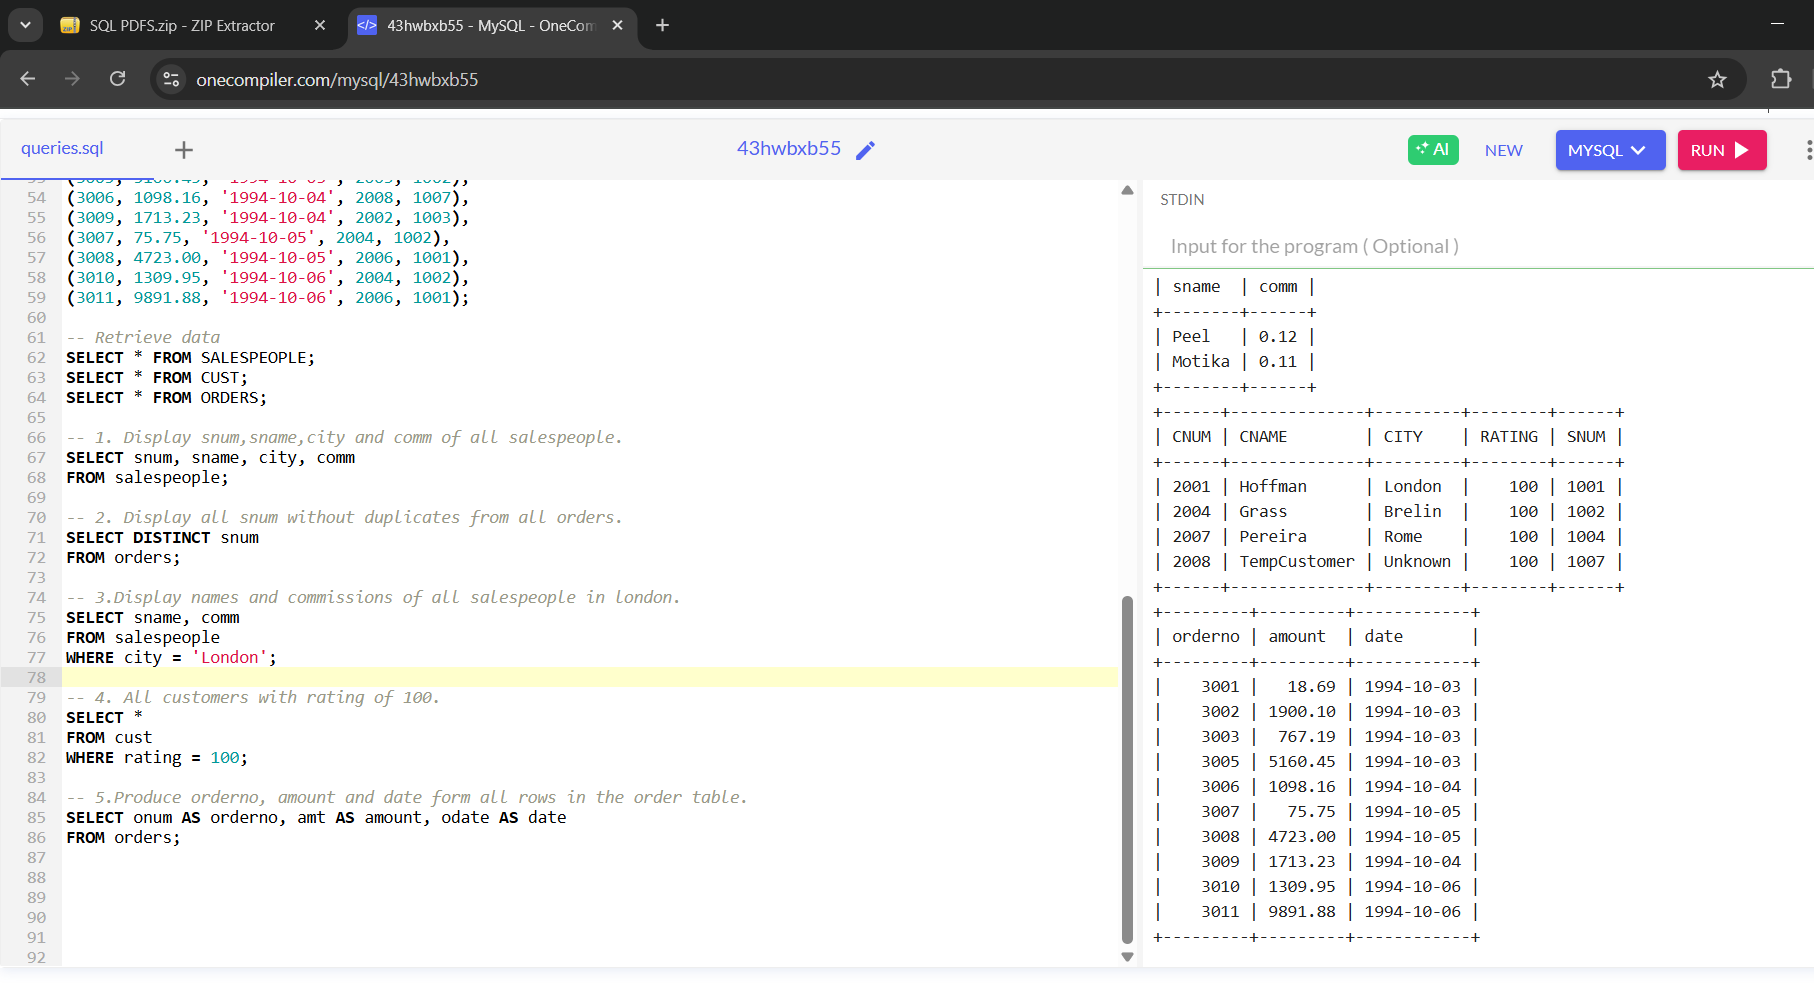 SQL PDFS.zip - ZIP Extractor
43hwbxb55 - MySQL - OneCom
onecompiler.com/mysql/43hwbxb55
queries.sql
43hwbxb55
AI
NEW
MYSQL
RUN
54 (3006, 1098.16, '1994-10-04', 2008, 1007),
55 (3009, 1713.23, '1994-10-04', 2002, 1003),
56 (3007, 75.75, '1994-10-05', 2004, 1002),
57 (3008, 4723.00, '1994-10-05', 2006, 1001),
58 (3010, 1309.95, '1994-10-06', 2004, 1002),
59 (3011, 9891.88, '1994-10-06', 2006, 1001);
60
61 -- Retrieve data
62 SELECT * FROM SALESPEOPLE;
63 SELECT * FROM CUST;
64 SELECT * FROM ORDERS;
65
66 -- 1. Display snum,sname,city and comm of all salespeople.
67 SELECT snum, sname, city, comm
68 FROM salespeople;
69
70 -- 2. Display all snum without duplicates from all orders.
71 SELECT DISTINCT snum
72 FROM orders;
73
74 -- 3.Display names and commissions of all salespeople in london.
75 SELECT sname, comm
76 FROM salespeople
77 WHERE city = 'London';
78
79 -- 4. All customers with rating of 100.
80 SELECT *
81 FROM cust
82 WHERE rating = 100;
83
84 -- 5.Produce orderno, amount and date form all rows in the order table.
85 SELECT onum AS orderno, amt AS amount, odate AS date
86 FROM orders;
87
88
89
90
91
92
STDIN
Input for the program ( Optional )
| sname  | comm |
+--------+------+
| Peel   | 0.12 |
| Motika | 0.11 |
+--------+------+
+------+--------------+---------+--------+------+
| CNUM | CNAME        | CITY    | RATING | SNUM |
+------+--------------+---------+--------+------+
| 2001 | Hoffman      | London  |    100 | 1001 |
| 2004 | Grass        | Brelin  |    100 | 1002 |
| 2007 | Pereira      | Rome    |    100 | 1004 |
| 2008 | TempCustomer | Unknown |    100 | 1007 |
+------+--------------+---------+--------+------+
+---------+---------+------------+
| orderno | amount  | date       |
+---------+---------+------------+
|    3001 |   18.69 | 1994-10-03 |
|    3002 | 1900.10 | 1994-10-03 |
|    3003 |  767.19 | 1994-10-03 |
|    3005 | 5160.45 | 1994-10-03 |
|    3006 | 1098.16 | 1994-10-04 |
|    3007 |   75.75 | 1994-10-05 |
|    3008 | 4723.00 | 1994-10-05 |
|    3009 | 1713.23 | 1994-10-04 |
|    3010 | 1309.95 | 1994-10-06 |
|    3011 | 9891.88 | 1994-10-06 |
+---------+---------+------------+